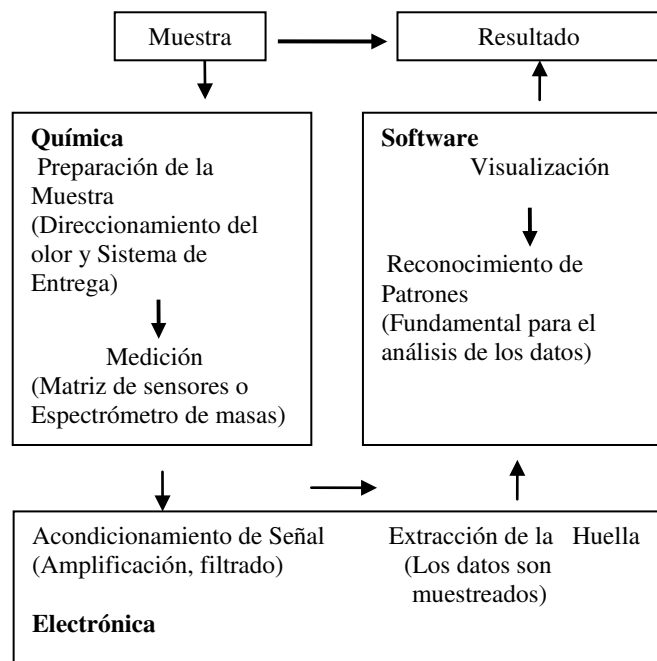 Muestra
Resultado
Química
Preparación de la
Muestra
(Direccionamiento del
olor y Sistema de
Entrega)
Medición
(Matriz de sensores o
Espectrómetro de masas)
Software
Visualización
Reconocimiento de
Patrones
(Fundamental para el
análisis de los datos)
Acondicionamiento de Señal
(Amplificación, filtrado)
Extracción de la Huella
(Los datos son
muestreados)
Electrónica